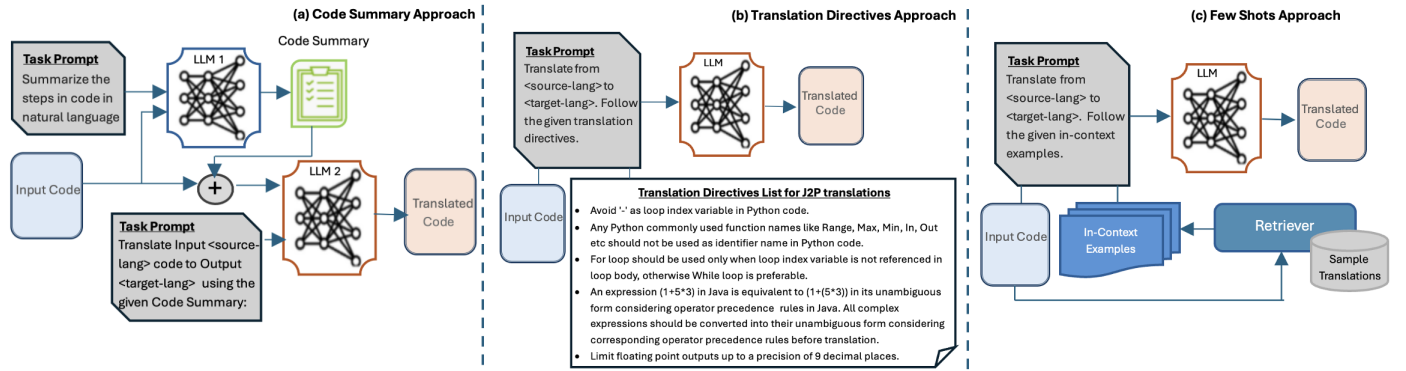 (a) Code Summary Approach
Code Summary
Task Prompt
Summarize the
steps in code in
natural language
LLM 1
Input Code
+
LLM 2
Translated
Code
Task Prompt
Translate Input <source-
lang> code to Output
<target-lang> using the
given Code Summary:
(b) Translation Directives Approach
Task Prompt
Translate from
<source-lang> to
<target-lang>. Follow
the given translation
directives.
LLM
Translated
Code
Input Code
Translation Directives List for J2P translations
• Avoid '-' as loop index variable in Python code.
• Any Python commonly used function names like Range, Max, Min, In, Out
etc should not be used as identifier name in Python code.
• For loop should be used only when loop index variable is not referenced in
loop body, otherwise While loop is preferable.
• An expression (1+5*3) in Java is equivalent to (1+(5*3)) in its unambiguous
form considering operator precedence rules in Java. All complex
expressions should be converted into their unambiguous form considering
corresponding operator precedence rules before translation.
• Limit floating point outputs up to a precision of 9 decimal places.
(c) Few Shots Approach
Task Prompt
Translate from
<source-lang> to
<target-lang>. Follow
the given in-context
examples.
LLM
Translated
Code
Input Code
In-Context
Examples
Retriever
Sample
Translations